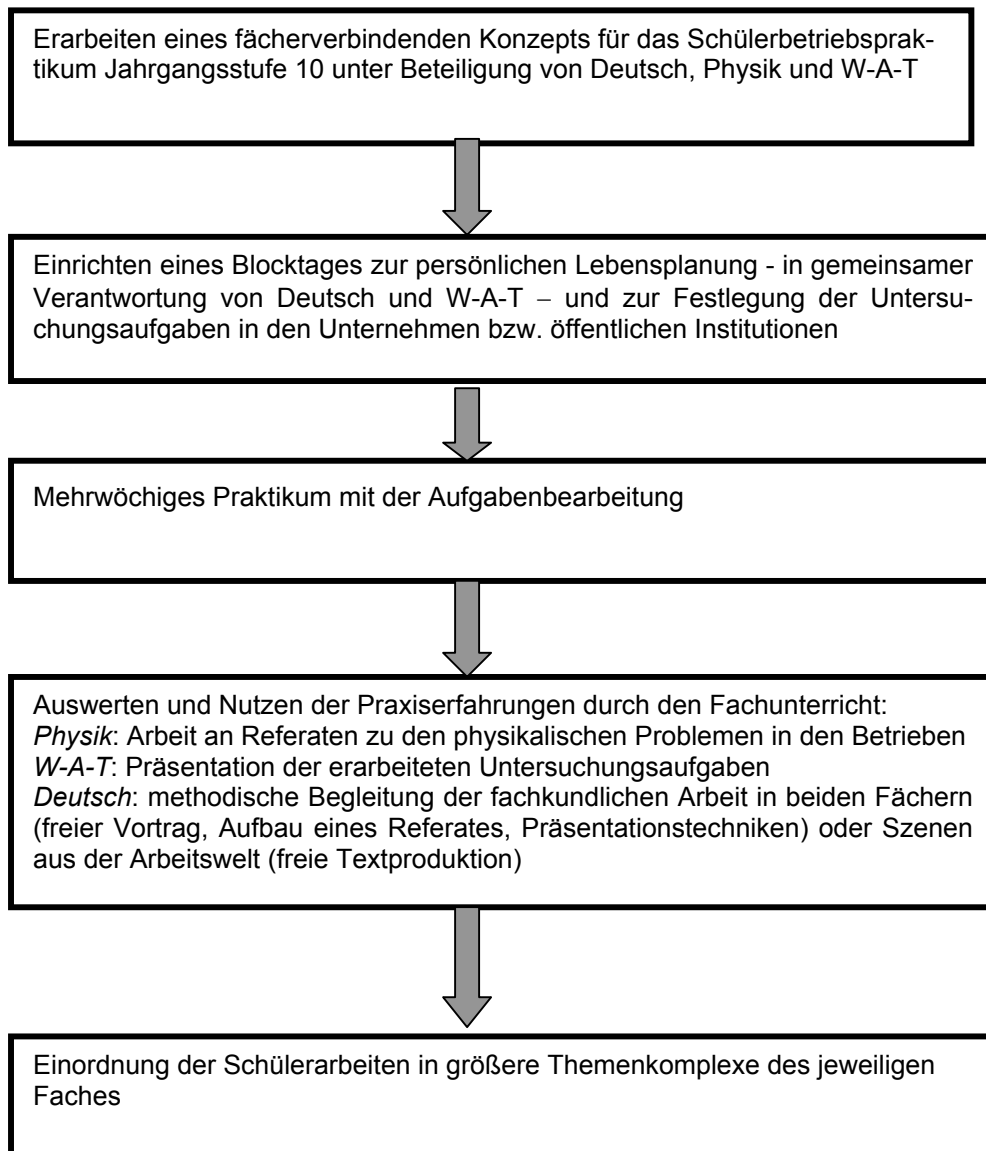 Erarbeiten eines fächerverbindenden Konzepts für das Schülerbetriebsprak-
tikum Jahrgangsstufe 10 unter Beteiligung von Deutsch, Physik und W-A-T
Einrichten eines Blocktages zur persönlichen Lebensplanung - in gemeinsamer
Verantwortung von Deutsch und W-A-T – und zur Festlegung der Untersu-
chungsaufgaben in den Unternehmen bzw. öffentlichen Institutionen
Mehrwöchiges Praktikum mit der Aufgabenbearbeitung
Auswerten und Nutzen der Praxiserfahrungen durch den Fachunterricht:
Physik: Arbeit an Referaten zu den physikalischen Problemen in den Betrieben
W-A-T: Präsentation der erarbeiteten Untersuchungsaufgaben
Deutsch: methodische Begleitung der fachkundlichen Arbeit in beiden Fächern
(freier Vortrag, Aufbau eines Referates, Präsentationstechniken) oder Szenen
aus der Arbeitswelt (freie Textproduktion)
Einordnung der Schülerarbeiten in größere Themenkomplexe des jeweiligen
Faches